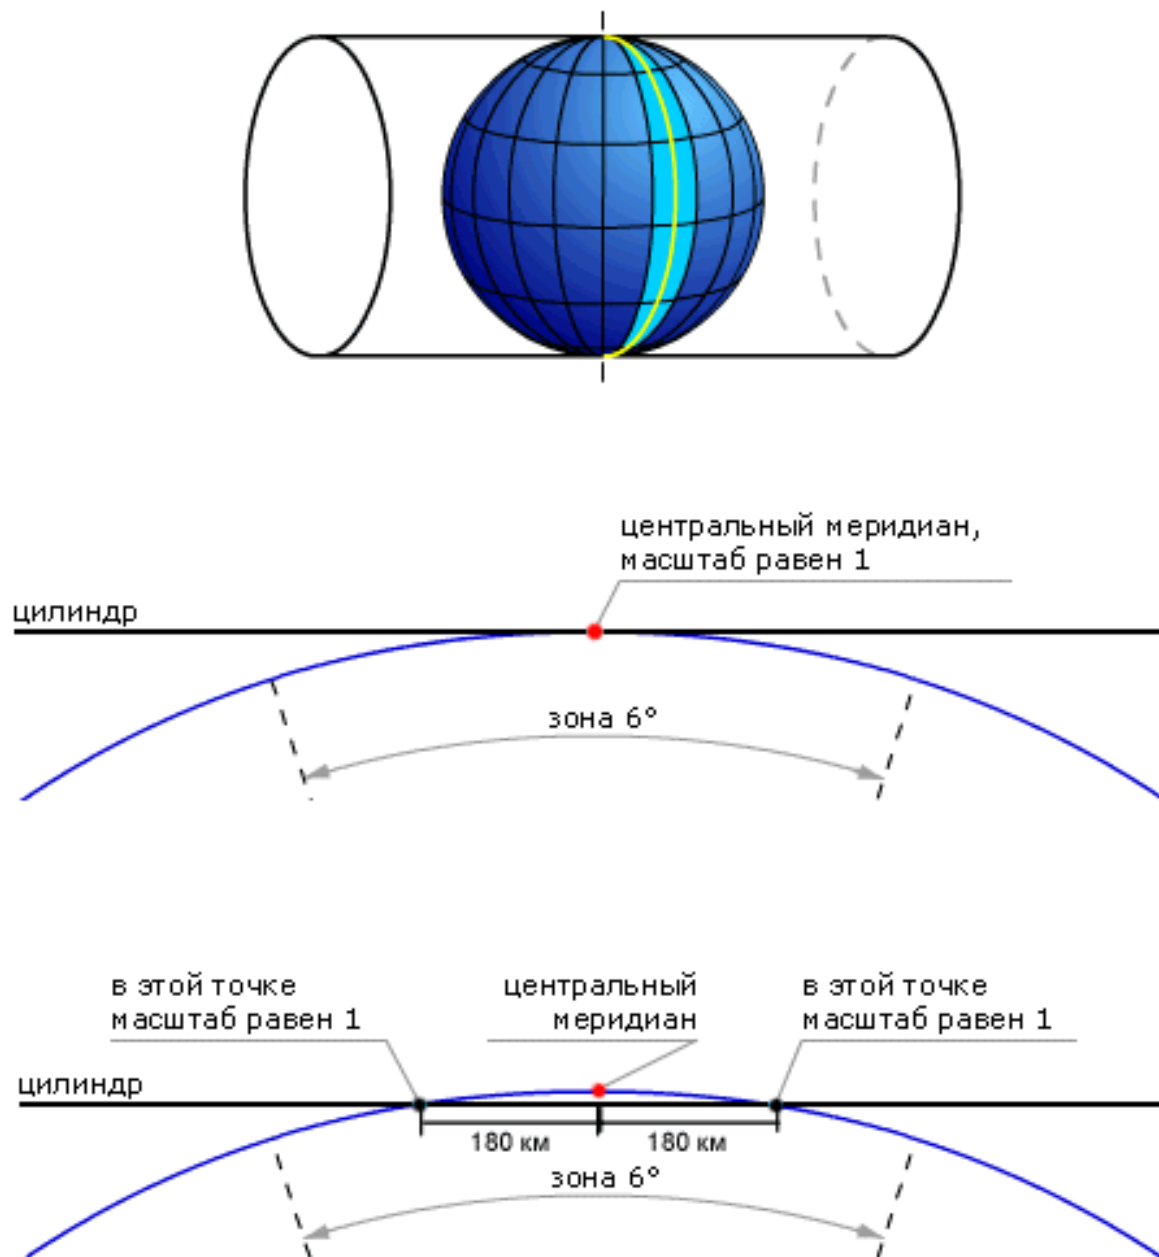 центральный меридиан,
масштаб равен 1
цилиндр
зона 6°
в этой точке
масштаб равен 1
центральный
меридиан
в этой точке
масштаб равен 1
цилиндр
180 км
180 км
зона 6°